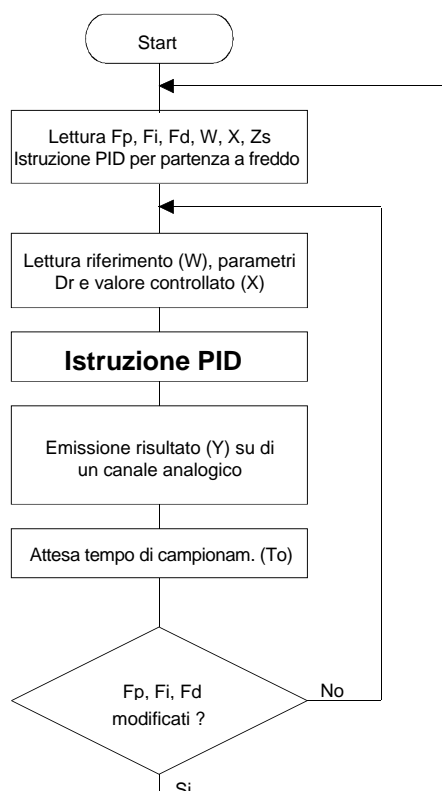 Start
Lettura Fp, Fi, Fd, W, X, Zs
Istruzione PID per partenza a freddo
Lettura riferimento (W), parametri
Dr e valore controllato (X)
Istruzione PID
Emissione risultato (Y) su di
un canale analogico
Attesa tempo di campionam. (To)
Fp, Fi, Fd
modificati ?
No
Si